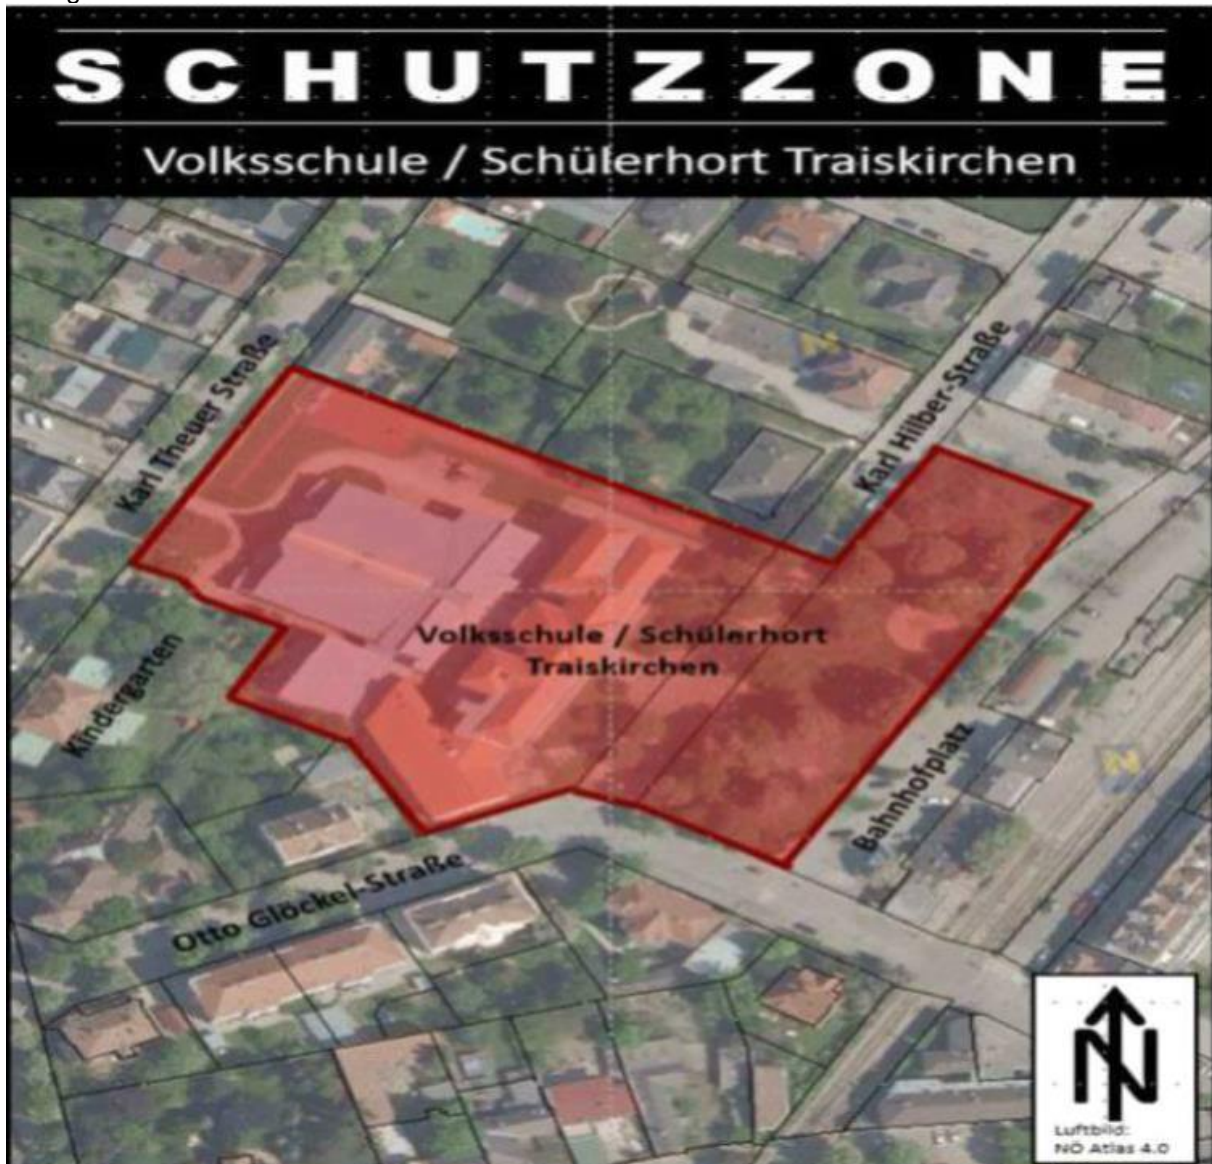 SCHUTZZONE
Volksschule / Schülerhort Traiskirchen
Karl Theuer Straße
Karl Hilber-Straße
Volksschule / Schülerhort
Traiskirchen
Kindergarten
Bahnhofplatz
Otto Glöckel-Straße
N
Luftbild:
NÖ Atlas 4.0